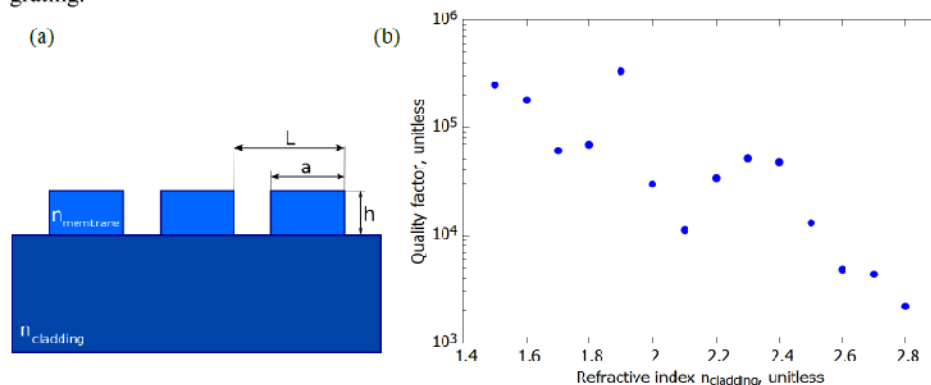 grating.
(a)
(b)
L
a
h
n_membrane
n_cladding
Quality factor, unitless
10^6
10^5
10^4
10^3
1.4 1.6 1.8 2 2.2 2.4 2.6 2.8
Refractive index n_cladding, unitless